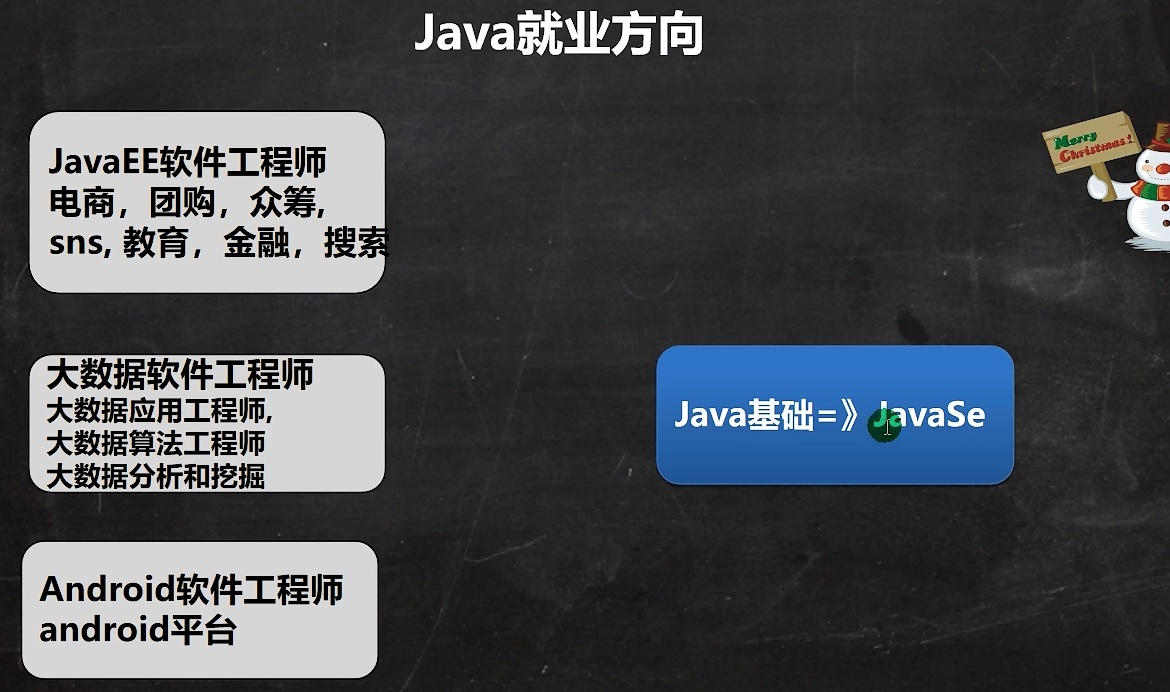 Java就业方向
JavaEE软件工程师
电商，团购，众筹,
sns, 教育，金融，搜索
大数据软件工程师
大数据应用工程师,
大数据算法工程师
大数据分析和挖掘
Android软件工程师
android平台
Java基础=》JavaSe
Merry
Christmas!